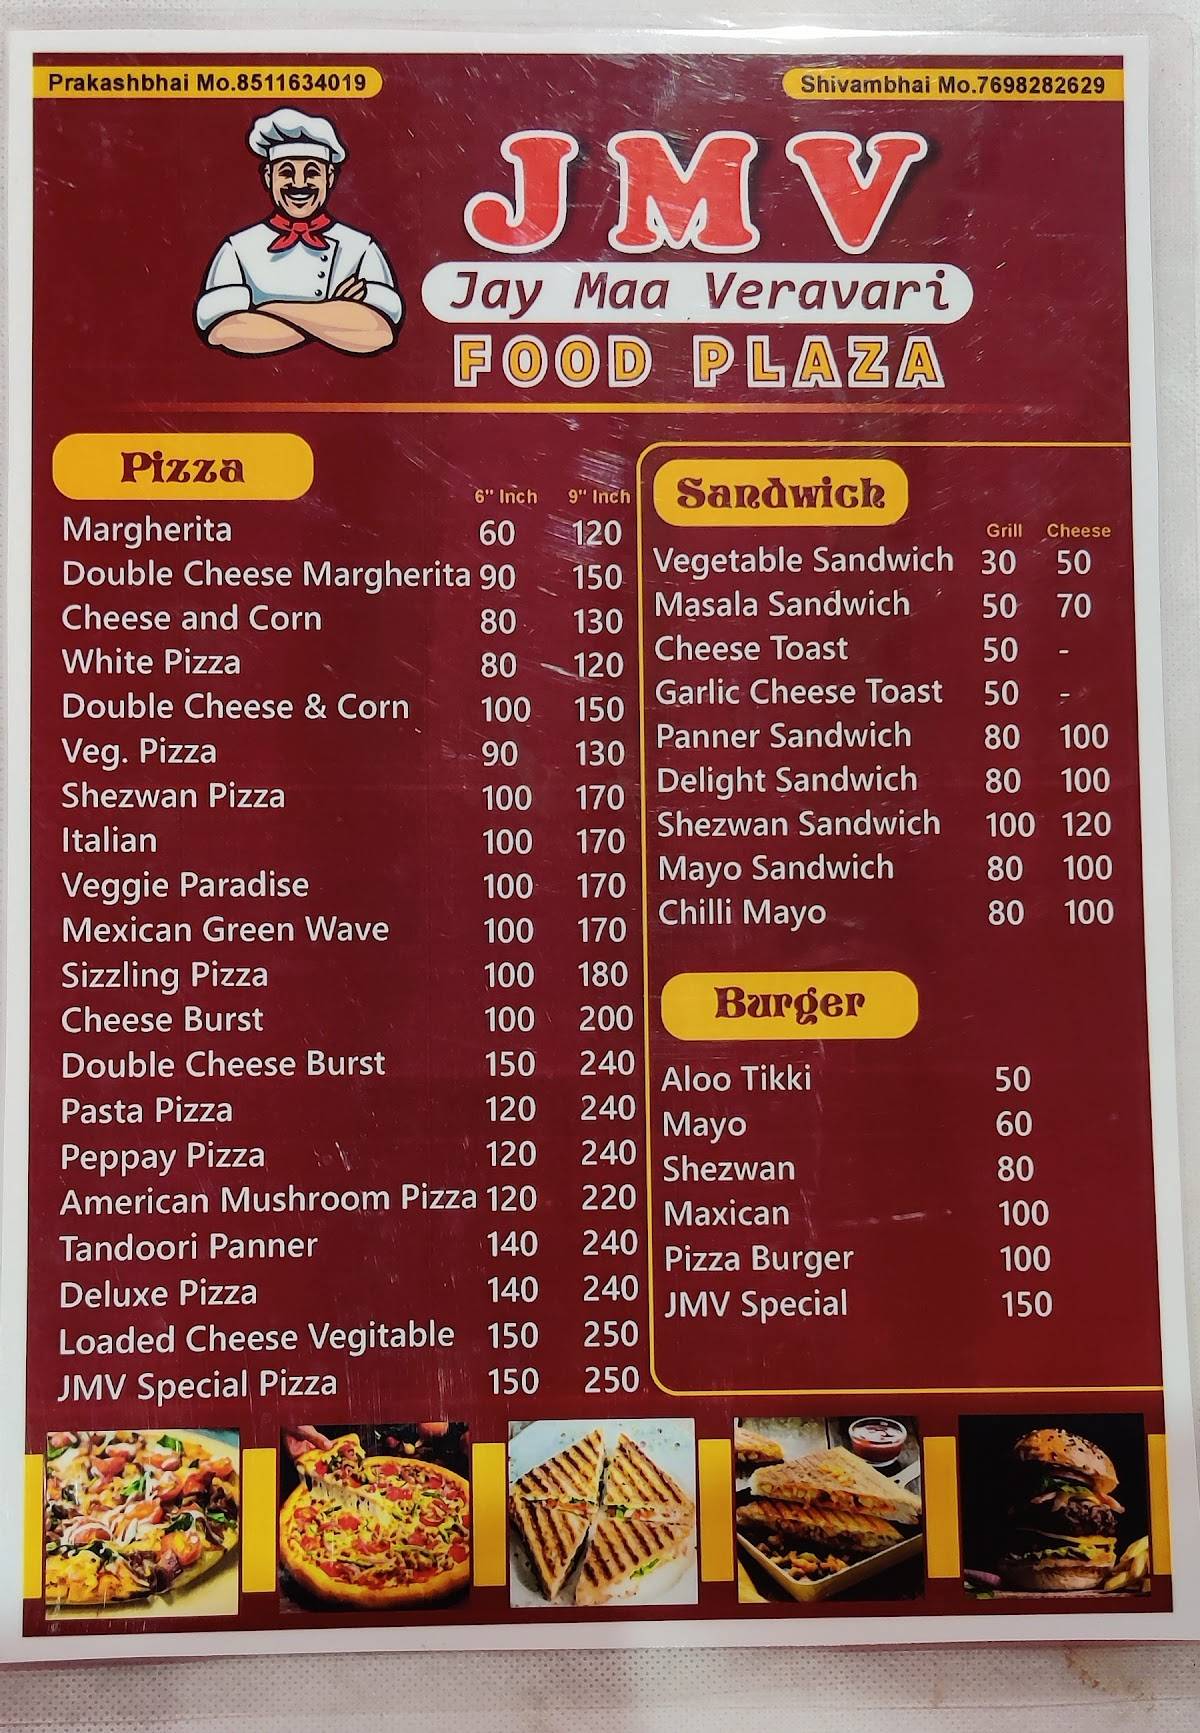 Prakashbhai Mo.8511634019
Shivambhai Mo.7698282629
JMV
Jay Maa Veravari
FOOD PLAZA
Pizza
6" Inch 9" Inch
Margherita 60 120
Double Cheese Margherita 90 150
Cheese and Corn 80 130
White Pizza 80 120
Double Cheese & Corn 100 150
Veg. Pizza 90 130
Shezwan Pizza 100 170
Italian 100 170
Veggie Paradise 100 170
Mexican Green Wave 100 170
Sizzling Pizza 100 180
Cheese Burst 100 200
Double Cheese Burst 150 240
Pasta Pizza 120 240
Peppay Pizza 120 240
American Mushroom Pizza 120 220
Tandoori Panner 140 240
Deluxe Pizza 140 240
Loaded Cheese Vegitable 150 250
JMV Special Pizza 150 250
Sandwich
Grill Cheese
Vegetable Sandwich 30 50
Masala Sandwich 50 70
Cheese Toast 50 -
Garlic Cheese Toast 50 -
Panner Sandwich 80 100
Delight Sandwich 80 100
Shezwan Sandwich 100 120
Mayo Sandwich 80 100
Chilli Mayo 80 100
Burger
Aloo Tikki 50
Mayo 60
Shezwan 80
Maxican 100
Pizza Burger 100
JMV Special 150